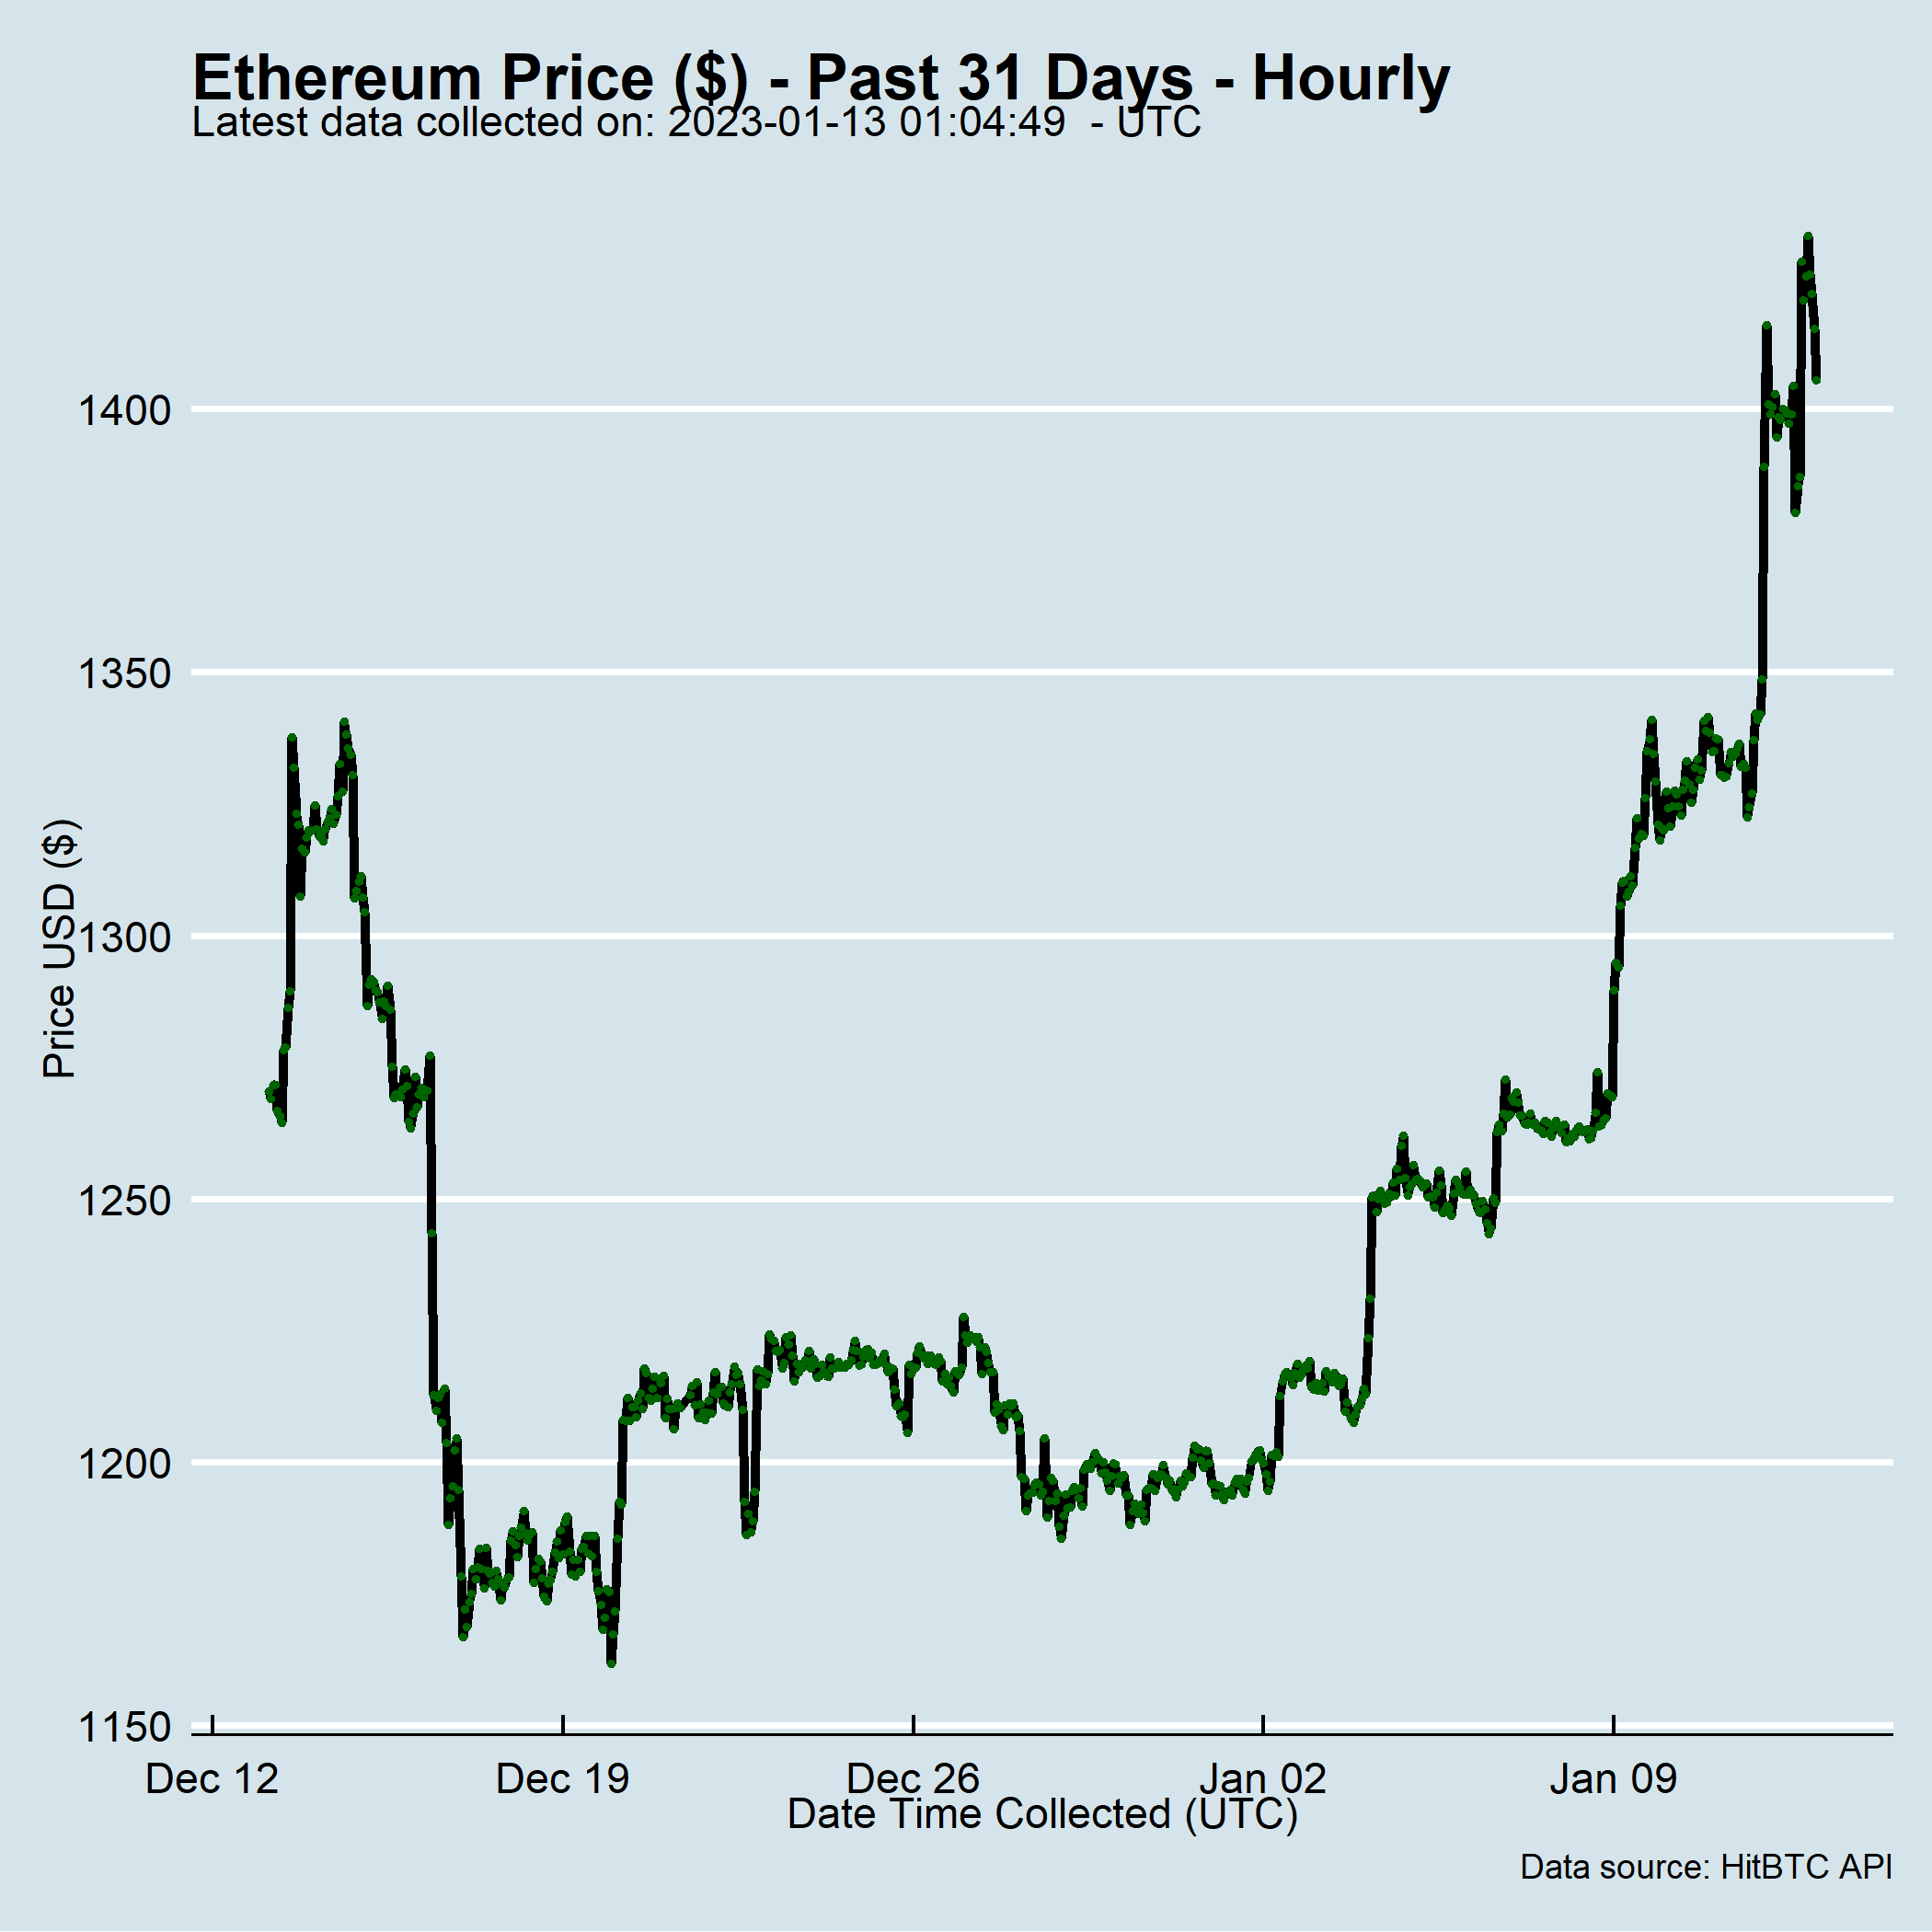 Ethereum Price ($) - Past 31 Days - Hourly
Latest data collected on: 2023-01-13 01:04:49  - UTC
1400
1350
1300
1250
1200
1150
Price USD ($)
Dec 12
Dec 19
Dec 26
Jan 02
Jan 09
Date Time Collected (UTC)
Data source: HitBTC API